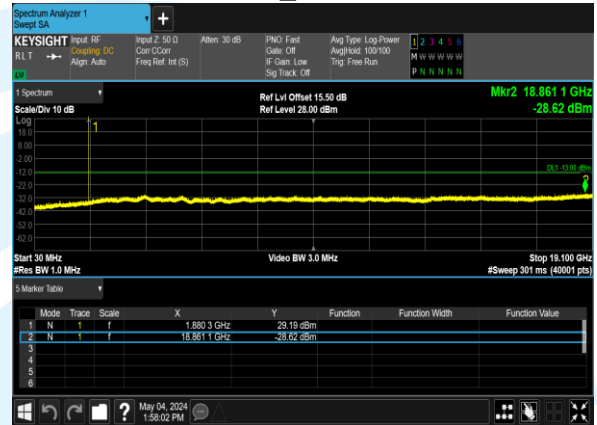 Spectrum Analyzer 1
Swept SA
+
KEYSIGHT
RLT
LNI
Input: RF
Coupling: DC
Align: Auto
Input Z: 50 Ω
Corr CCorr
Freq Ref: Int (S)
Atten: 30 dB
PNO: Fast
Gate: Off
IF Gain: Low
Sig Track: Off
Avg Type: Log-Power
Avg|Hold: 100/100
Trig: Free Run
1 2 3 4 5 6
M W W W W W
P N N N N N
1 Spectrum
Scale/Div 10 dB
Ref Lvl Offset 15.50 dB
Ref Level 28.00 dBm
Mkr2 18.861 1 GHz
-28.62 dBm
Log
1
18.0
8.00
-2.00
-12.0
DL1 -13.00 dBm
-22.0
-32.0
-42.0
-52.0
-62.0
Start 30 MHz
Video BW 3.0 MHz
Stop 19.100 GHz
#Res BW 1.0 MHz
#Sweep 301 ms (40001 pts)
5 Marker Table
Mode Trace Scale X Y Function Function Width Function Value
1 N 1 f 1.880 3 GHz 29.19 dBm
2 N 1 f 18.861 1 GHz -28.62 dBm
3
4
5
6
?
May 04, 2024
1:58:02 PM